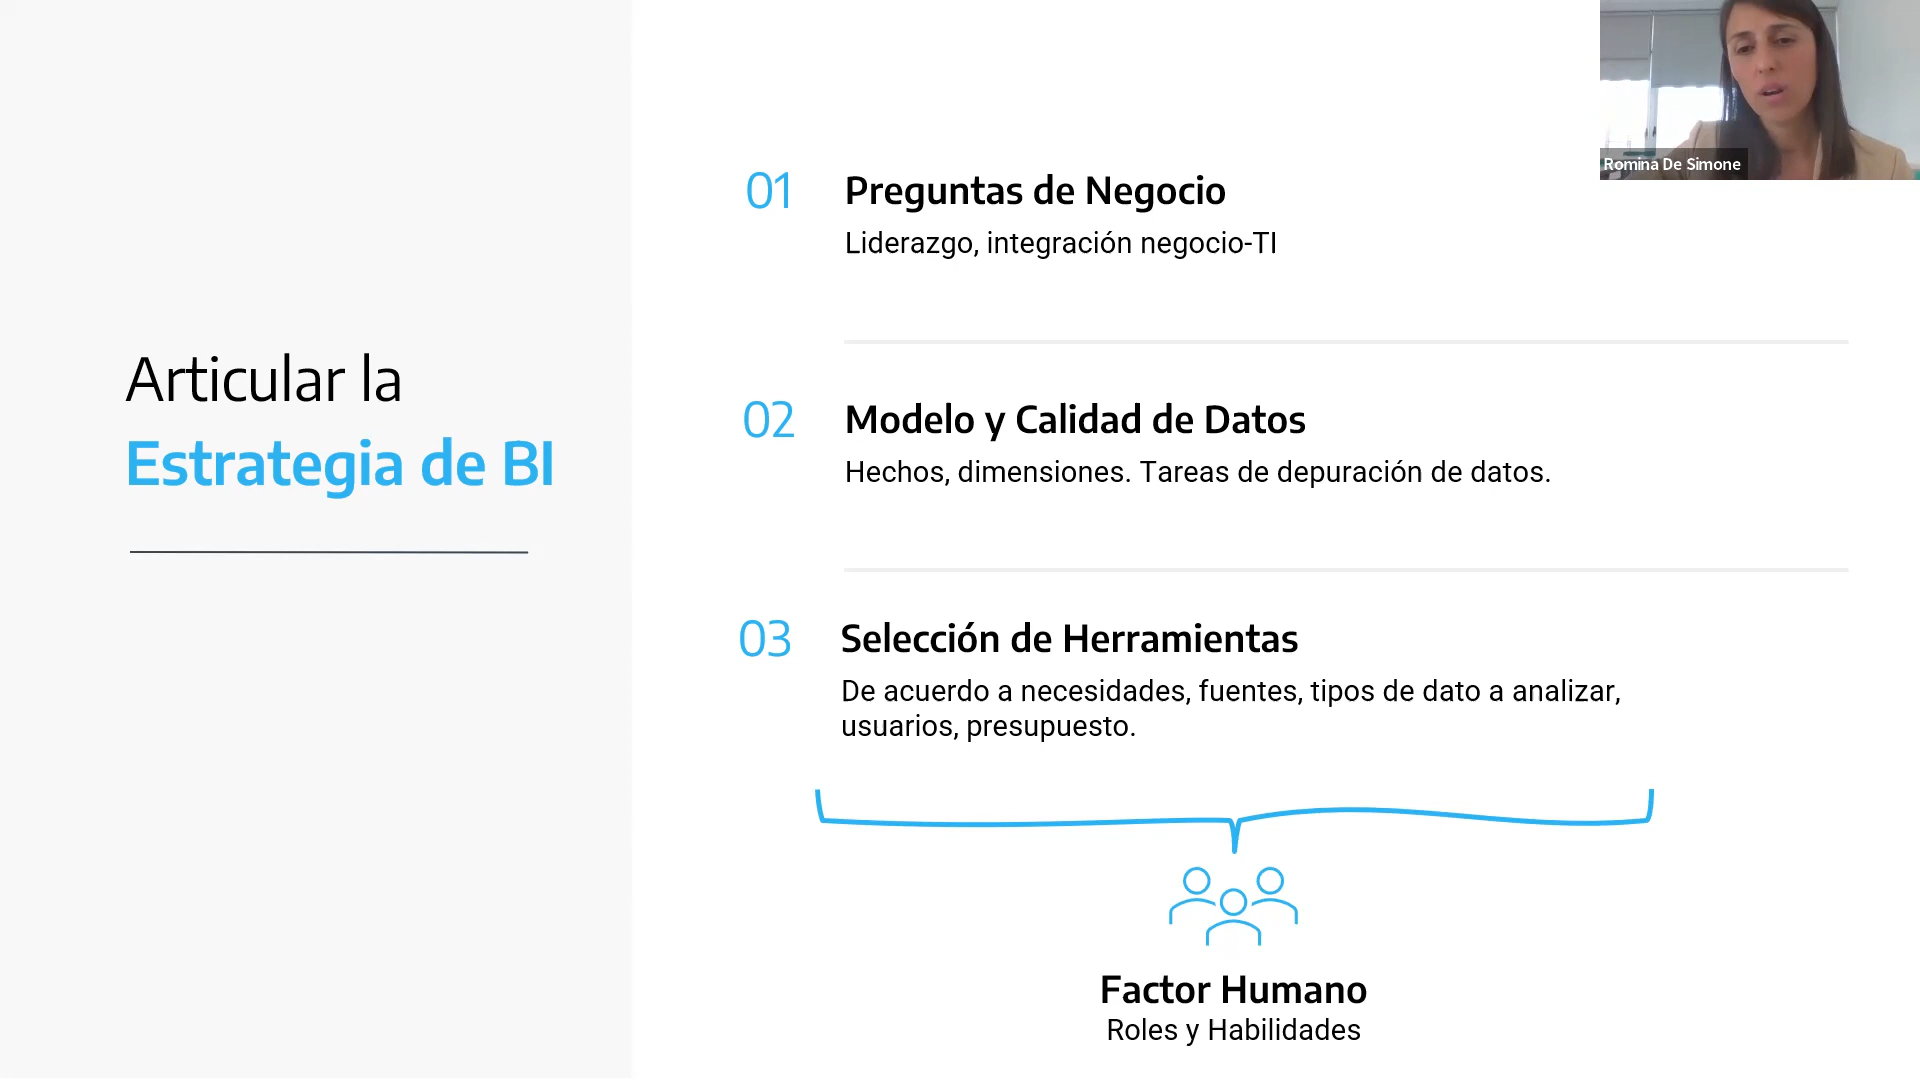 Articular la
Estrategia de BI
01
Preguntas de Negocio
Liderazgo, integración negocio-TI
02
Modelo y Calidad de Datos
Hechos, dimensiones. Tareas de depuración de datos.
03
Selección de Herramientas
De acuerdo a necesidades, fuentes, tipos de dato a analizar,
usuarios, presupuesto.
Factor Humano
Roles y Habilidades
Romina De Simone